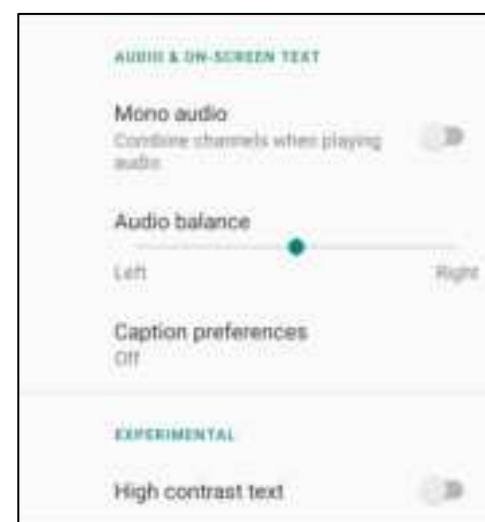 AUDIO & ON-SCREEN TEXT
Mono audio
Combine channels when playing
audio
Audio balance
Left
Right
Caption preferences
Off
EXPERIMENTAL
High contrast text